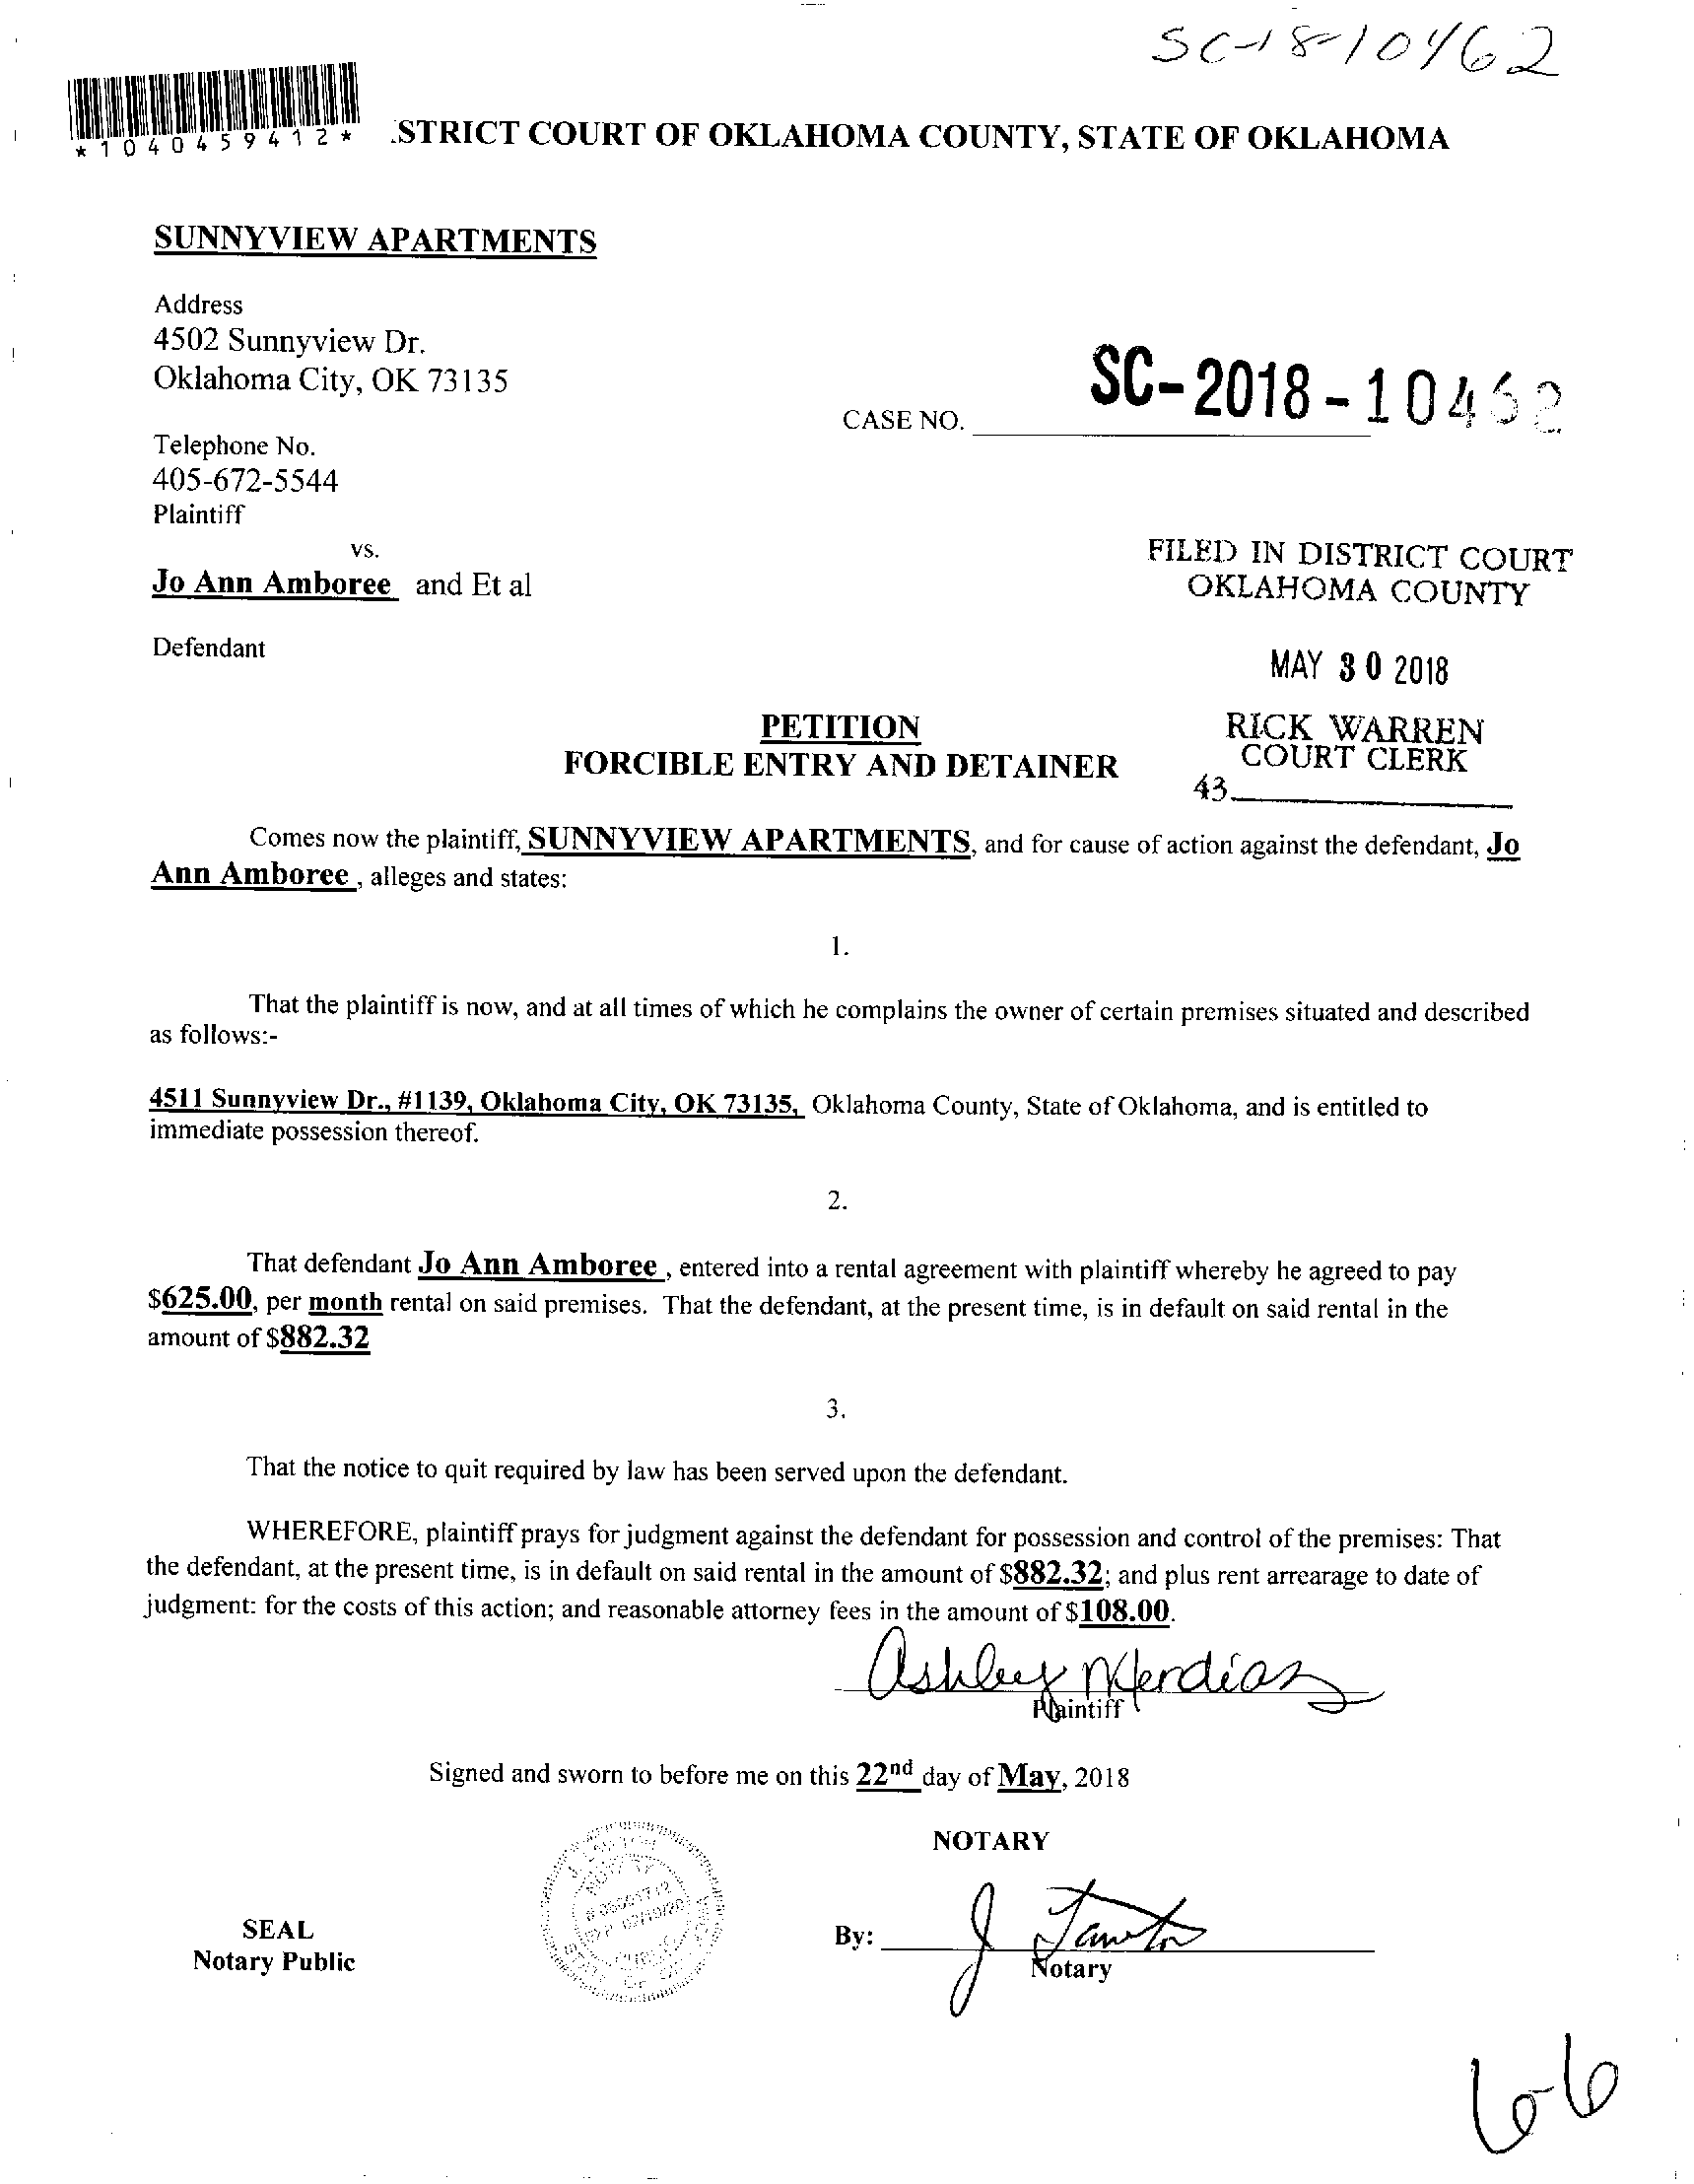 SC-18-10462
*1040459412*
.STRICT COURT OF OKLAHOMA COUNTY, STATE OF OKLAHOMA
SUNNYVIEW APARTMENTS
Address
4502 Sunnyview Dr.
Oklahoma City, OK 73135
SC-2018-10462
CASE NO.
Telephone No.
405-672-5544
Plaintiff
vs.
Jo Ann Amboree and Et al
Defendant
FILED IN DISTRICT COURT
OKLAHOMA COUNTY
MAY 30 2018
RICK WARREN
COURT CLERK
43
PETITION
FORCIBLE ENTRY AND DETAINER
Comes now the plaintiff, SUNNYVIEW APARTMENTS, and for cause of action against the defendant, Jo
Ann Amboree , alleges and states:
1.
That the plaintiff is now, and at all times of which he complains the owner of certain premises situated and described
as follows:-
4511 Sunnyview Dr., #1139, Oklahoma City, OK 73135, Oklahoma County, State of Oklahoma, and is entitled to
immediate possession thereof.
2.
That defendant Jo Ann Amboree , entered into a rental agreement with plaintiff whereby he agreed to pay
$625.00, per month rental on said premises. That the defendant, at the present time, is in default on said rental in the
amount of $882.32
3.
That the notice to quit required by law has been served upon the defendant.
WHEREFORE, plaintiff prays for judgment against the defendant for possession and control of the premises: That
the defendant, at the present time, is in default on said rental in the amount of $882.32; and plus rent arrearage to date of
judgment: for the costs of this action; and reasonable attorney fees in the amount of $108.00.
Ashley Merdian
Plaintiff
Signed and sworn to before me on this 22nd day of May, 2018
NOTARY
SEAL
Notary Public
By: J
Notary
6-6